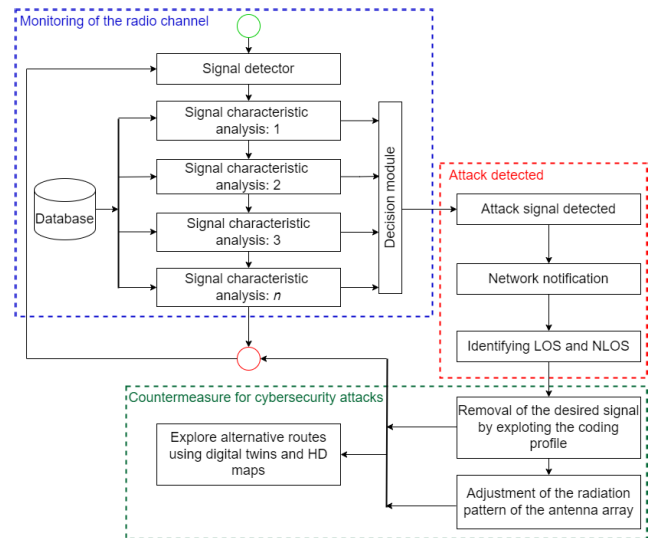 Monitoring of the radio channel
Signal detector
Signal characteristic
analysis: 1
Signal characteristic
analysis: 2
Signal characteristic
analysis: 3
Signal characteristic
analysis: n
Database
Decision module
Attack detected
Attack signal detected
Network notification
Identifying LOS and NLOS
Countermeasure for cybersecurity attacks
Removal of the desired signal
by exploting the coding
profile
Explore alternative routes
using digital twins and HD
maps
Adjustment of the radiation
pattern of the antenna array